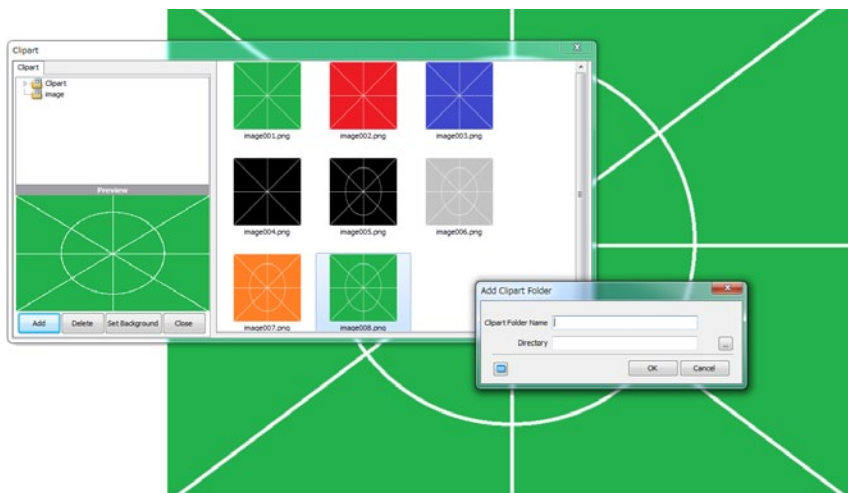 Clipart
Clipart
Clipart
image
Preview
Add Delete Set Background Close
image001.png image002.png image003.png
image004.png image005.png image006.png
image007.png image008.png
Add Clipart Folder
Clipart Folder Name
Directory ...
OK Cancel